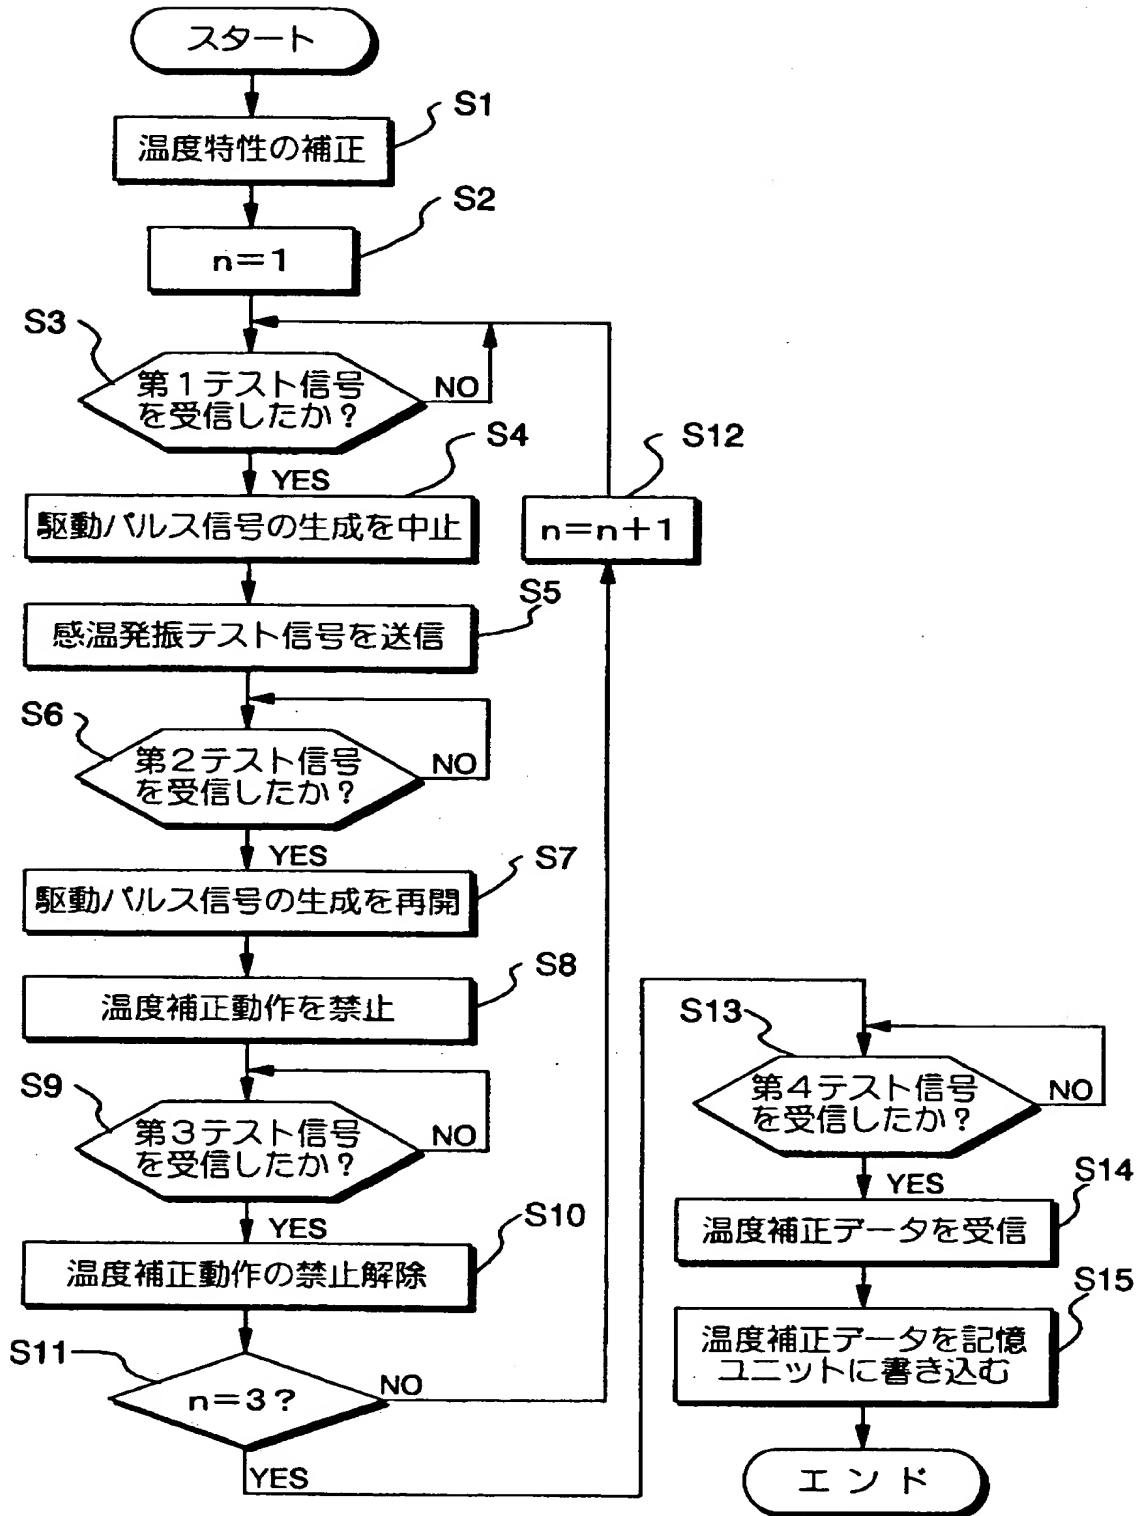 スタート
S1
温度特性の補正
S2
n=1
S3
第1テスト信号
を受信したか?
NO
YES
S4
駆動パルス信号の生成を中止
S12
n=n+1
S5
感温発振テスト信号を送信
S6
第2テスト信号
を受信したか?
NO
YES
S7
駆動パルス信号の生成を再開
S8
温度補正動作を禁止
S9
第3テスト信号
を受信したか?
NO
YES
S10
温度補正動作の禁止解除
S11
n=3?
NO
YES
S13
第4テスト信号
を受信したか?
NO
YES
S14
温度補正データを受信
S15
温度補正データを記憶
ユニットに書き込む
エンド